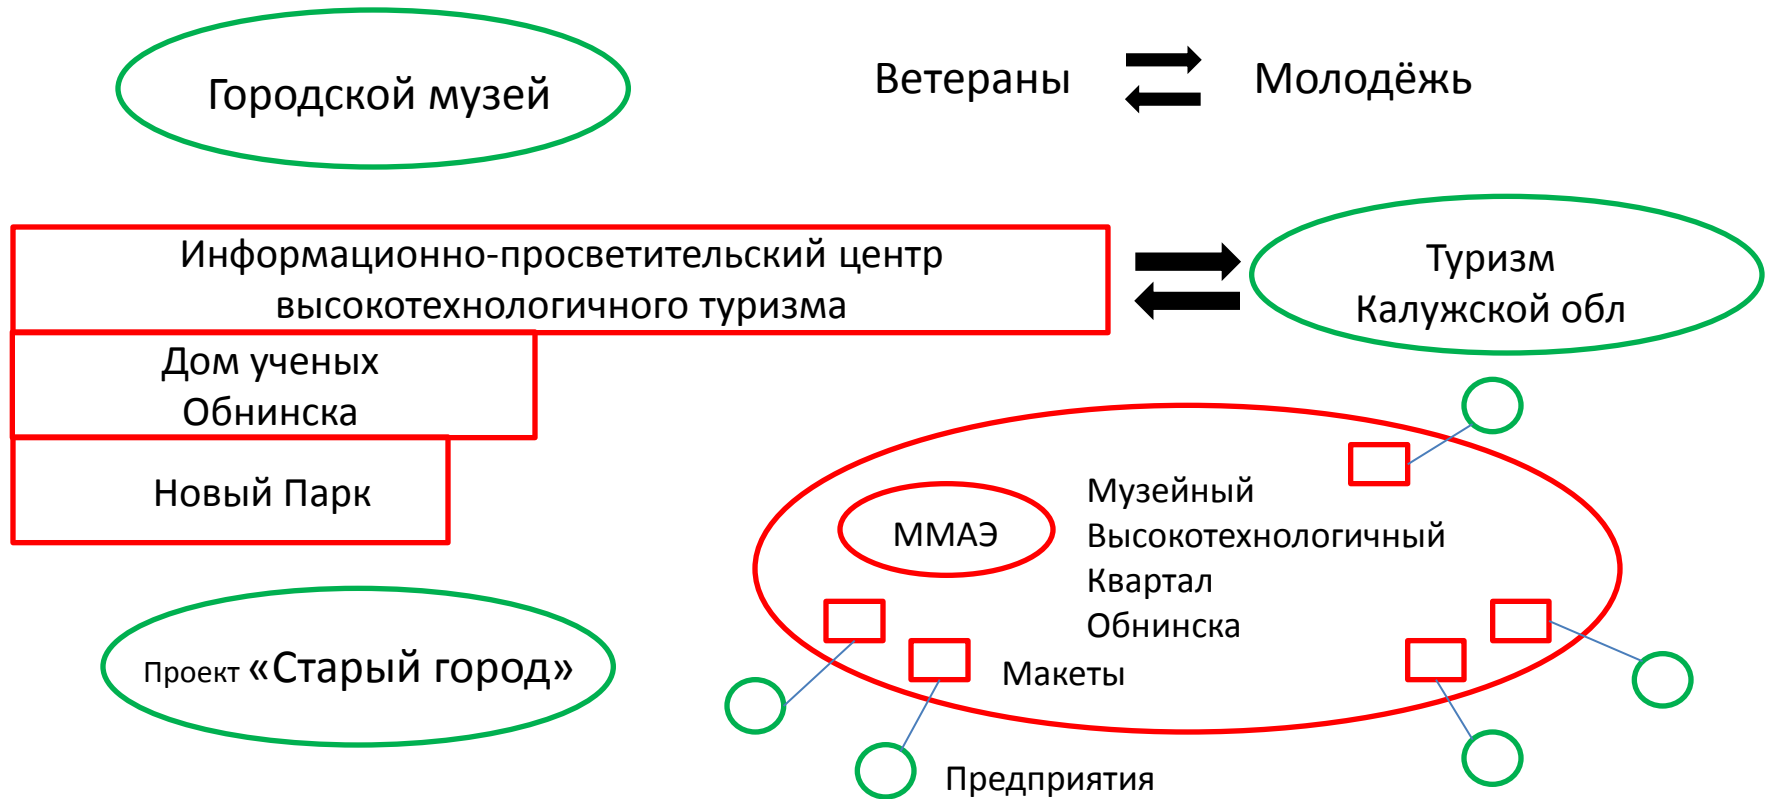 Городской музей
Ветераны
Молодёжь
Информационно-просветительский центр
высокотехнологичного туризма
Туризм
Калужской обл
Дом ученых
Обнинска
Новый Парк
ММАЭ
Музейный
Высокотехнологичный
Квартал
Обнинска
Макеты
Проект «Старый город»
Предприятия